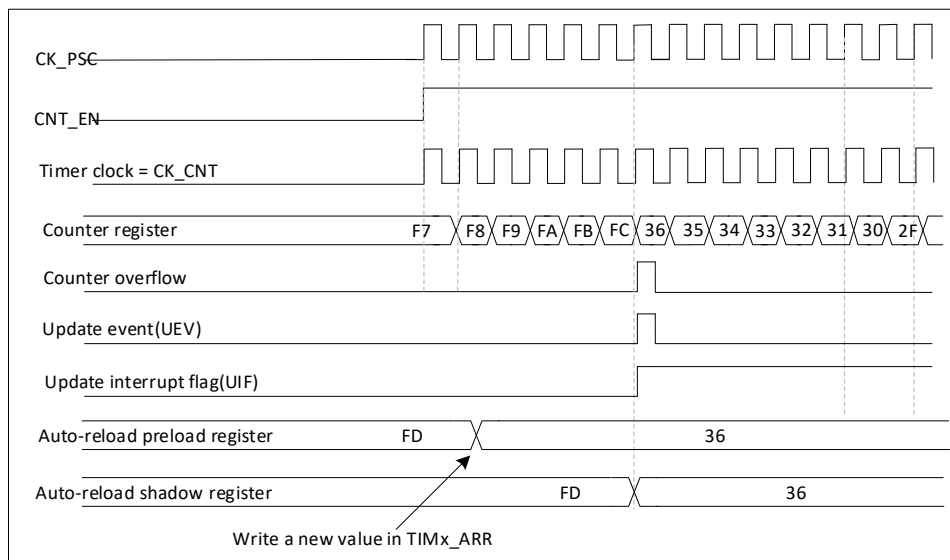 CK_PSC
CNT_EN
Timer clock = CK_CNT
Counter register F7 F8 F9 FA FB FC 36 35 34 33 32 31 30 2F
Counter overflow
Update event(UEV)
Update interrupt flag(UIF)
Auto-reload preload register FD 36
Auto-reload shadow register FD 36
Write a new value in TIMx_ARR